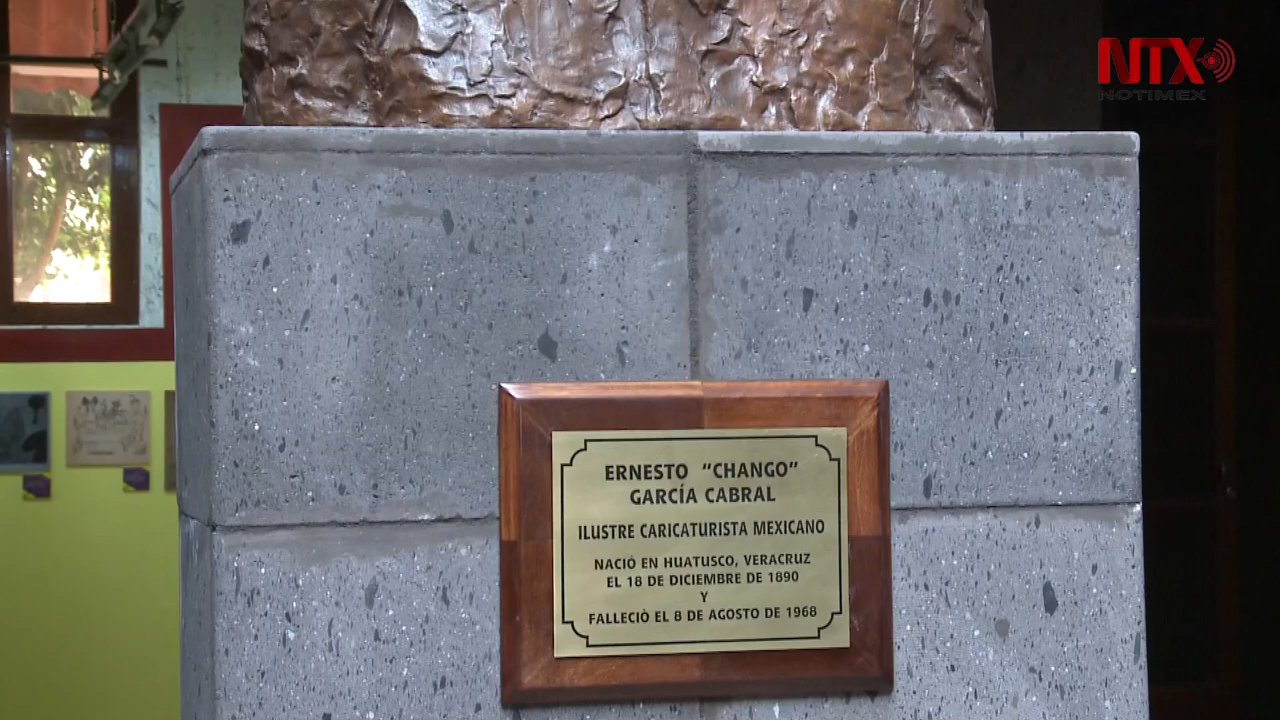 NTX
NOTIMEX
ERNESTO "CHANGO"
GARCÍA CABRAL
ILUSTRE CARICATURISTA MEXICANO
NACIÓ EN HUATUSCO, VERACRUZ
EL 18 DE DICIEMBRE DE 1890
Y
FALLECIÒ EL 8 DE AGOSTO DE 1968